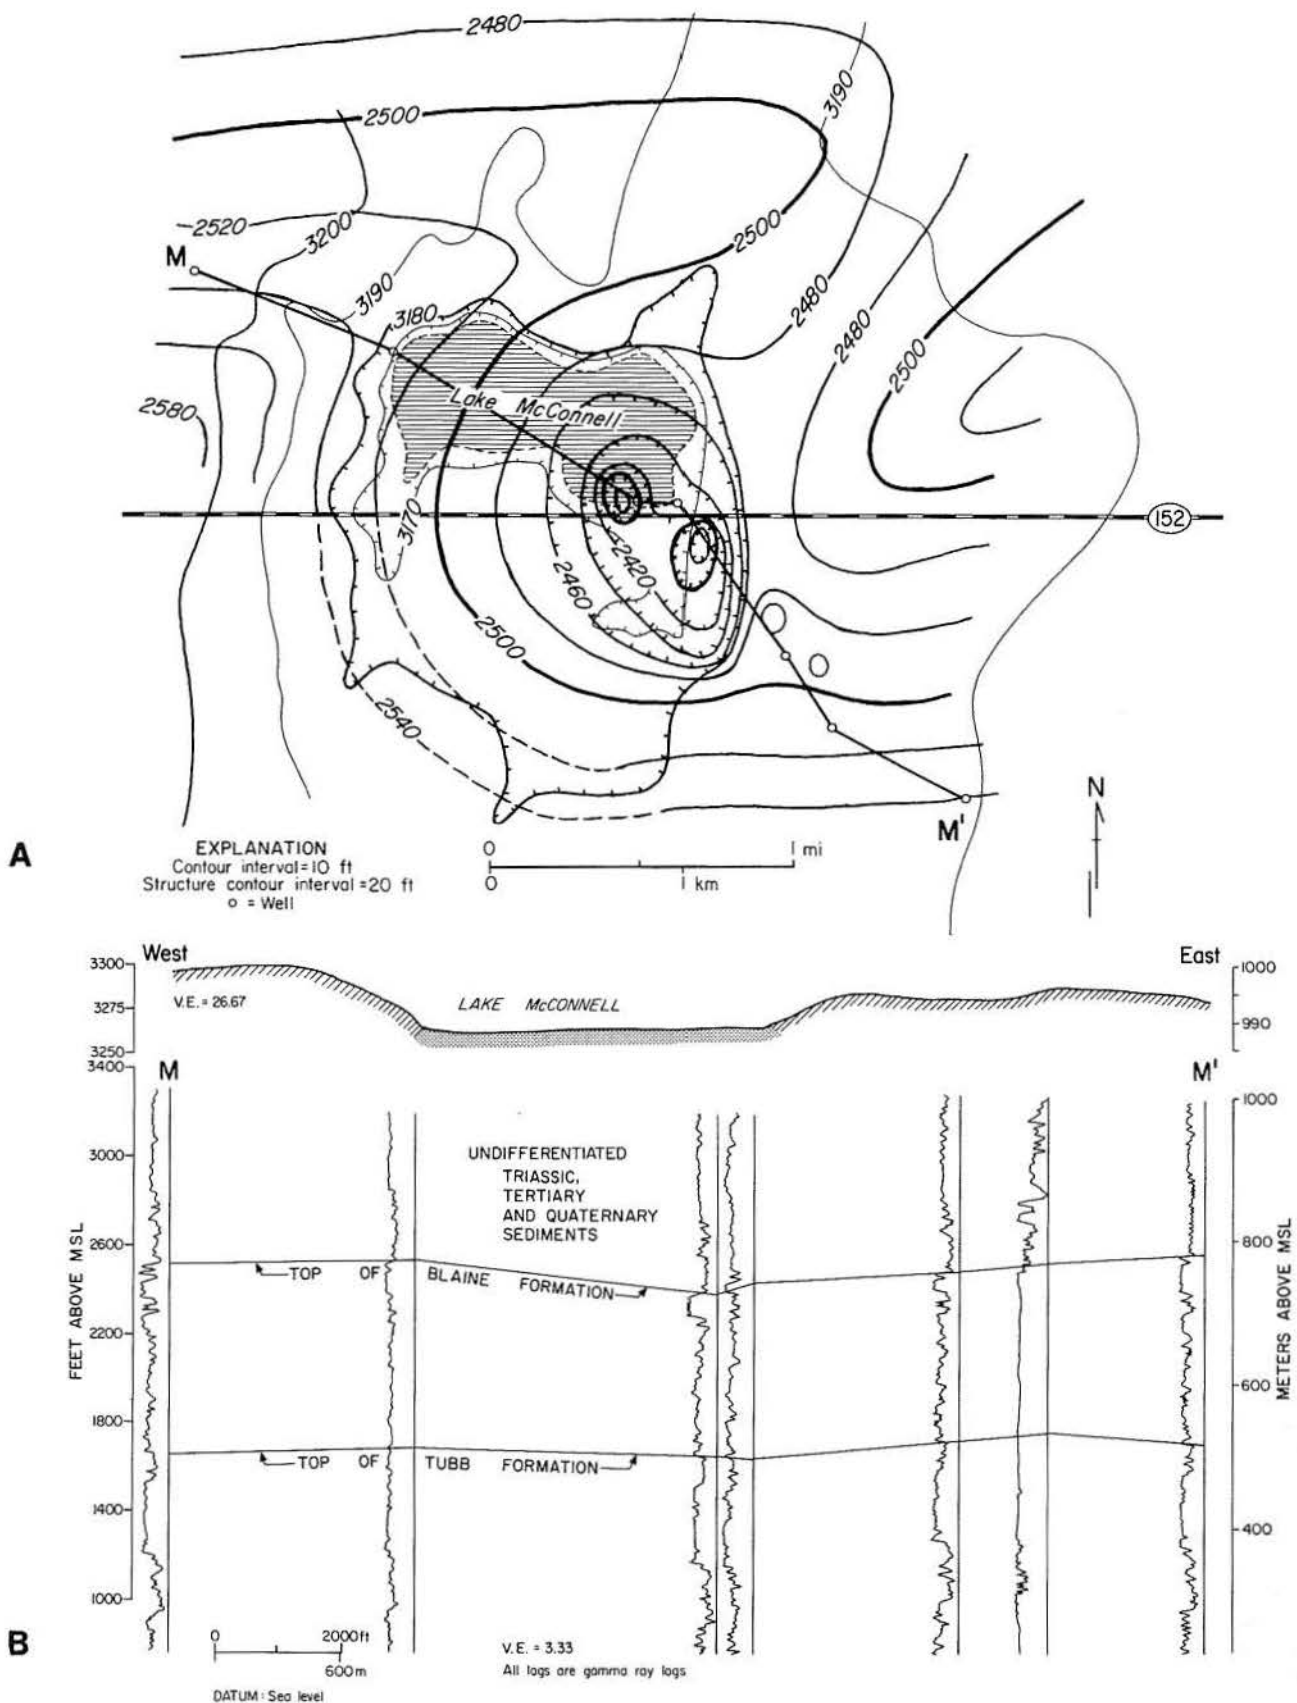 2480
3190
2500
2520
3200
2500
M
3190
3180
2480
2480
2500
Lake McConnell
2580
3170
152
2420
2460
2500
2540
N
M'
A
EXPLANATION
Contour interval=10 ft
Structure contour interval=20 ft
o = Well
0 1 mi
0 1 km
West East
3300
3275
3250
V.E. = 26.67
LAKE McCONNELL
1000
990
3400
3000
2600
2200
1800
1400
1000
FEET ABOVE MSL
M M'
UNDIFFERENTIATED
TRIASSIC,
TERTIARY
AND QUATERNARY
SEDIMENTS
TOP OF BLAINE FORMATION
TOP OF TUBB FORMATION
1000
800
600
400
METERS ABOVE MSL
B
0 2000ft
600m
DATUM: Sea level
V.E. = 3.33
All logs are gamma ray logs